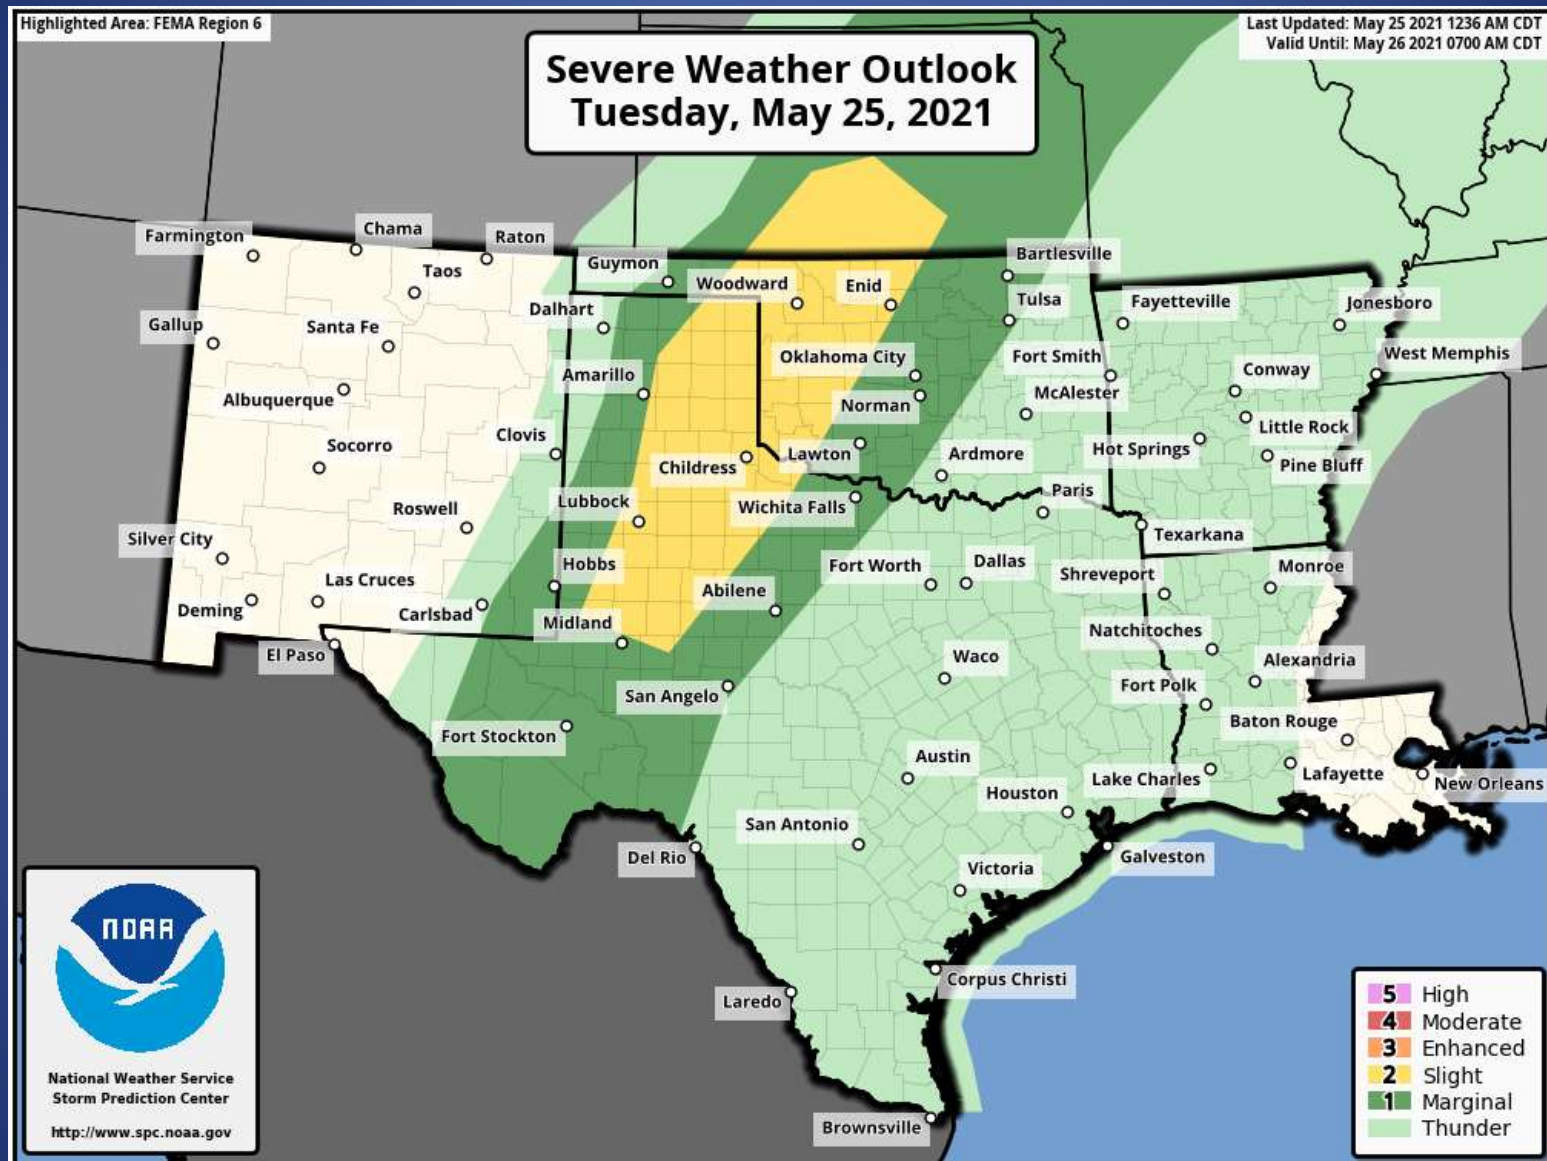 Highlighted Area: FEMA Region 6
Last Updated: May 25 2021 1236 AM CDT
Valid Until: May 26 2021 0700 AM CDT
Severe Weather Outlook
Tuesday, May 25, 2021
Farmington
Chama
Raton
Taos
Guymon
Woodward
Enid
Bartlesville
Dalhart
Tulsa
Fayetteville
Jonesboro
Gallup
Santa Fe
Oklahoma City
Fort Smith
West Memphis
Amarillo
Conway
Albuquerque
Norman
McAlester
Clovis
Little Rock
Socorro
Childress
Lawton
Ardmore
Hot Springs
Pine Bluff
Roswell
Lubbock
Wichita Falls
Paris
Silver City
Texarkana
Hobbs
Fort Worth
Dallas
Shreveport
Monroe
Las Cruces
Abilene
Deming
Carlsbad
Midland
Natchitoches
El Paso
Waco
Alexandria
San Angelo
Fort Polk
Fort Stockton
Baton Rouge
Austin
Lake Charles
Lafayette
New Orleans
Houston
San Antonio
Del Rio
Galveston
Victoria
Corpus Christi
Laredo
Brownsville
NOAA
National Weather Service
Storm Prediction Center
http://www.spc.noaa.gov
5 High
4 Moderate
3 Enhanced
2 Slight
1 Marginal
Thunder